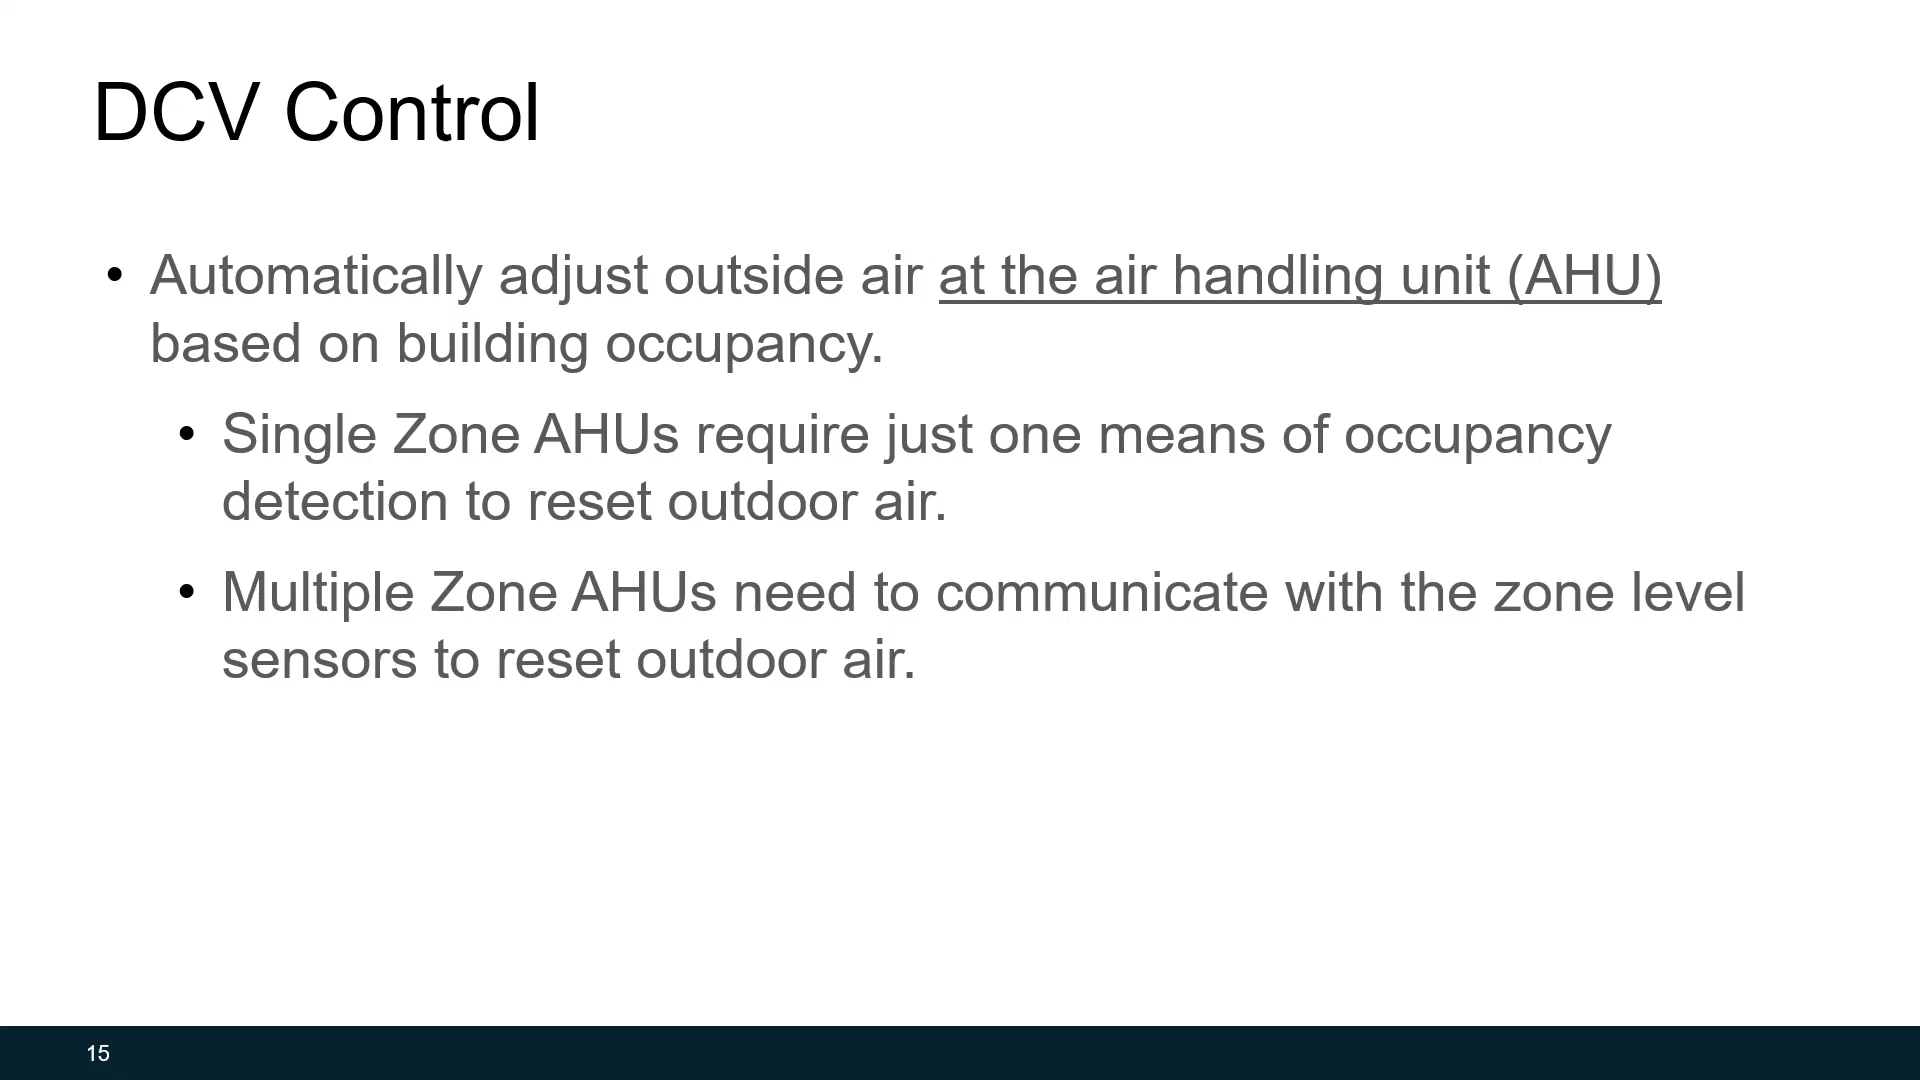 DCV Control
• Automatically adjust outside air at the air handling unit (AHU)
based on building occupancy.
• Single Zone AHUs require just one means of occupancy
detection to reset outdoor air.
• Multiple Zone AHUs need to communicate with the zone level
sensors to reset outdoor air.
15